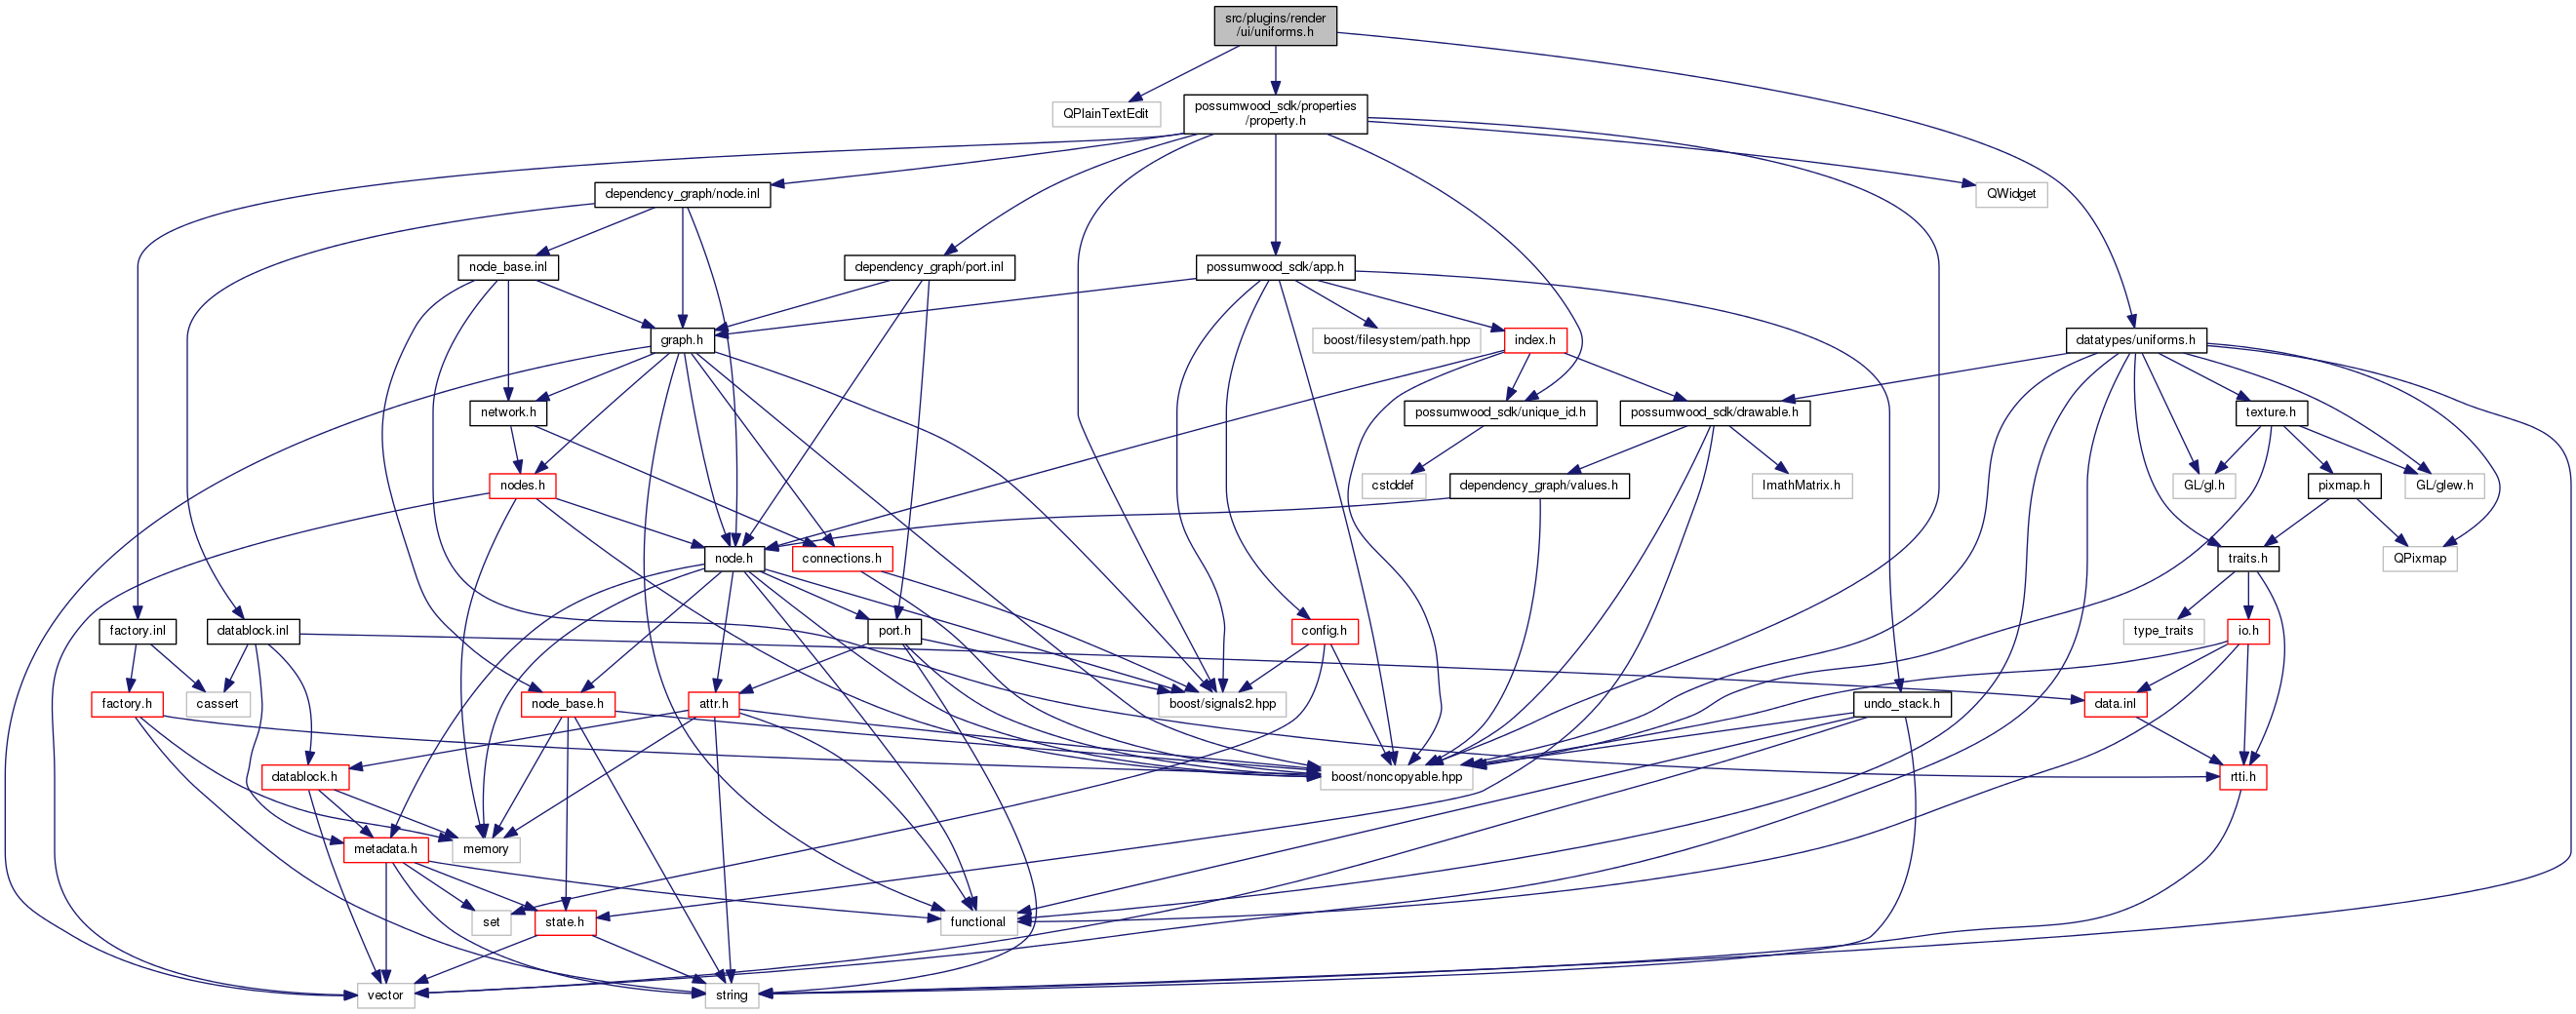 src/plugins/render
/ui/uniforms.h
QPlainTextEdit
possumwood_sdk/properties
/property.h
dependency_graph/node.inl
QWidget
node_base.inl
dependency_graph/port.inl
possumwood_sdk/app.h
graph.h
boost/filesystem/path.hpp
index.h
datatypes/uniforms.h
network.h
possumwood_sdk/unique_id.h
possumwood_sdk/drawable.h
texture.h
nodes.h
cstddef
dependency_graph/values.h
ImathMatrix.h
GL/gl.h
pixmap.h
GL/glew.h
node.h
connections.h
traits.h
QPixmap
factory.inl
datablock.inl
port.h
config.h
type_traits
io.h
factory.h
cassert
node_base.h
attr.h
boost/signals2.hpp
undo_stack.h
data.inl
datablock.h
boost/noncopyable.hpp
rtti.h
metadata.h
memory
set
state.h
functional
vector
string